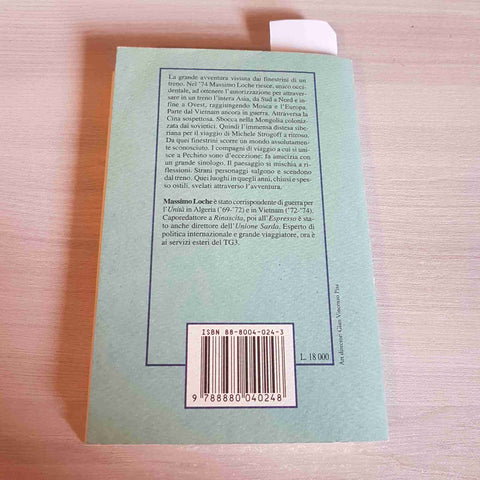 La grande avventura vissuta dai finestrini di un
treno. Nel '74 Massimo Loche riesce, unico occi-
dentale, ad ottenere l'autorizzazione per attraver-
sare in un treno l'intera Asia, da Sud a Nord e in-
fine a Ovest, raggiungendo Mosca e l'Europa.
Parte dal Vietnam ancora in guerra. Attraversa la
Cina sospettosa. Sbocca nella Mongolia coloniz-
zata dai sovietici. Quindi l'immensa distesa sibe-
riana per il viaggio di Michele Strogoff a ritroso.
Da quei finestrini scorre un mondo assolutamen-
te sconosciuto. I compagni di viaggio a cui si uni-
sce a Pechino sono d'eccezione: fa amicizia con
un grande sinologo. Il paesaggio si mischia a ri-
flessioni. Strani personaggi salgono e scendono
dal treno. Quei luoghi in quegli anni, chiusi e spes-
so ostili, svelati attraverso l'avventura.
Massimo Loche è stato corrispondente di guerra per
l'Unità in Algeria ('69-'72) e in Vietnam ('72-'74).
Caporedattore a Rinascita, poi all'Espresso è sta-
to anche direttore dell'Unione Sarda. Esperto di
politica internazionale e grande viaggiatore, ora è
ai servizi esteri del TG3.
Art director: Gian Vincenzo Pita
ISBN 88-8004-024-3
L. 18 000
9 788880 040248